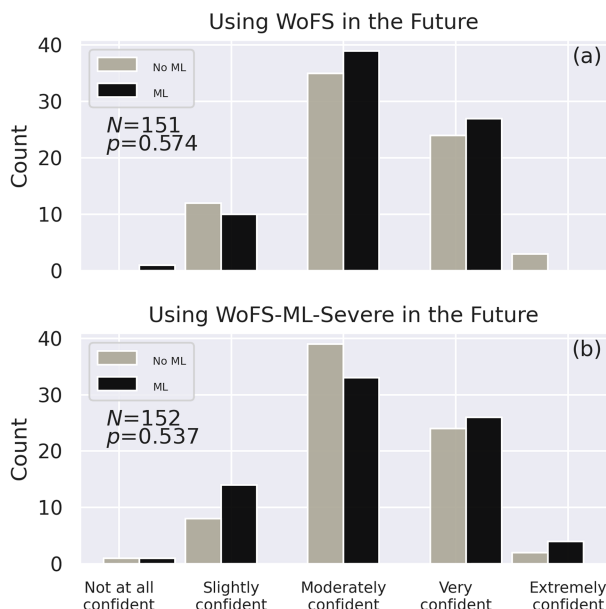 Using WoFS in the Future
(a)
No ML
ML
N=151
p=0.574
Count
40
30
20
10
0
Using WoFS-ML-Severe in the Future
(b)
No ML
ML
N=152
p=0.537
Count
40
30
20
10
0
Not at all Slightly Moderately Very Extremely
confident confident confident confident confident